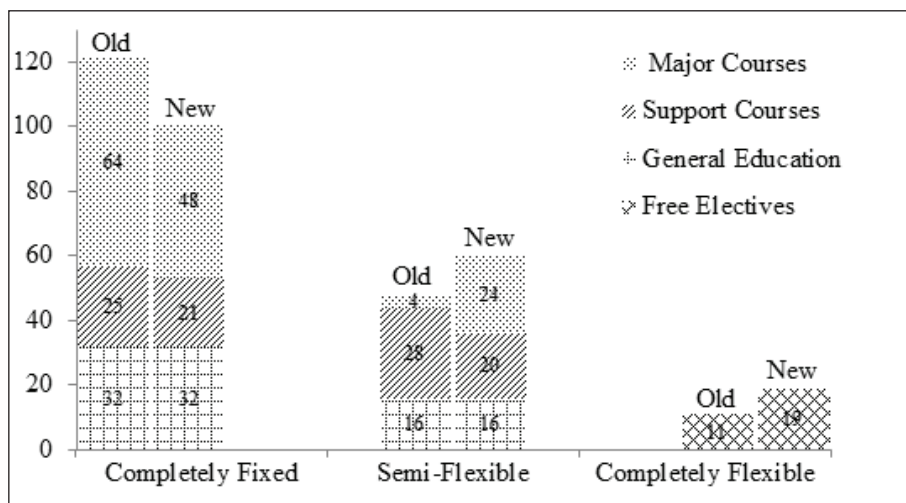 Old
120
Major Courses
New
100
Support Courses
64
General Education
80
48
Free Electives
60
New
Old
4
24
40
25
21
28
20
New
20
Old
32
32
16
16
11
19
0
Completely Fixed
Semi-Flexible
Completely Flexible